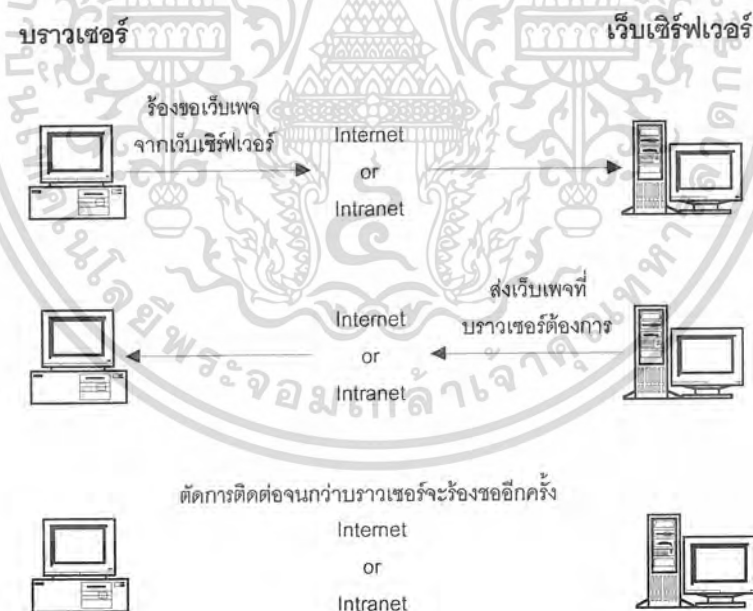 บราวเซอร์
เว็บเซิร์ฟเวอร์
ร้องขอเว็บเพจ
จากเว็บเซิร์ฟเวอร์
Internet
or
Intranet
ส่งเว็บเพจที่
บราวเซอร์ต้องการ
Internet
or
Intranet
ตัดการติดต่อจนกว่าบราวเซอร์จะร้องขออีกครั้ง
Internet
or
Intranet